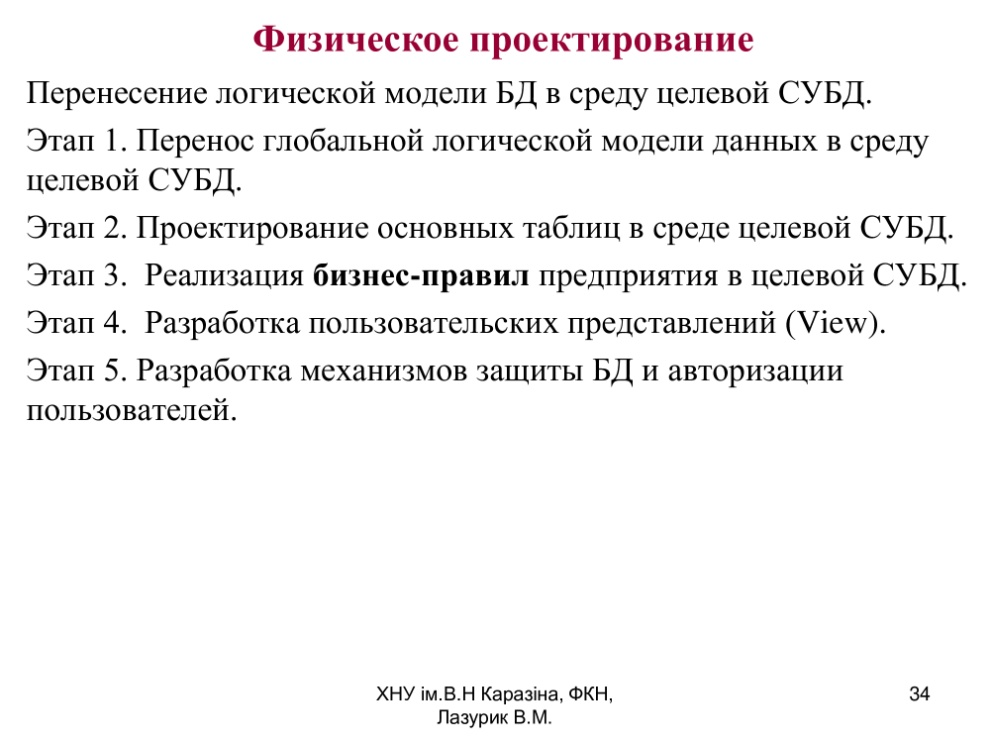 Физическое проектирование
Перенесение логической модели БД в среду целевой СУБД.
Этап 1. Перенос глобальной логической модели данных в среду
целевой СУБД.
Этап 2. Проектирование основных таблиц в среде целевой СУБД.
Этап 3.  Реализация бизнес-правил предприятия в целевой СУБД.
Этап 4.  Разработка пользовательских представлений (View).
Этап 5. Разработка механизмов защиты БД и авторизации
пользователей.
ХНУ ім.В.Н Каразіна, ФКН,
Лазурик В.М.
34